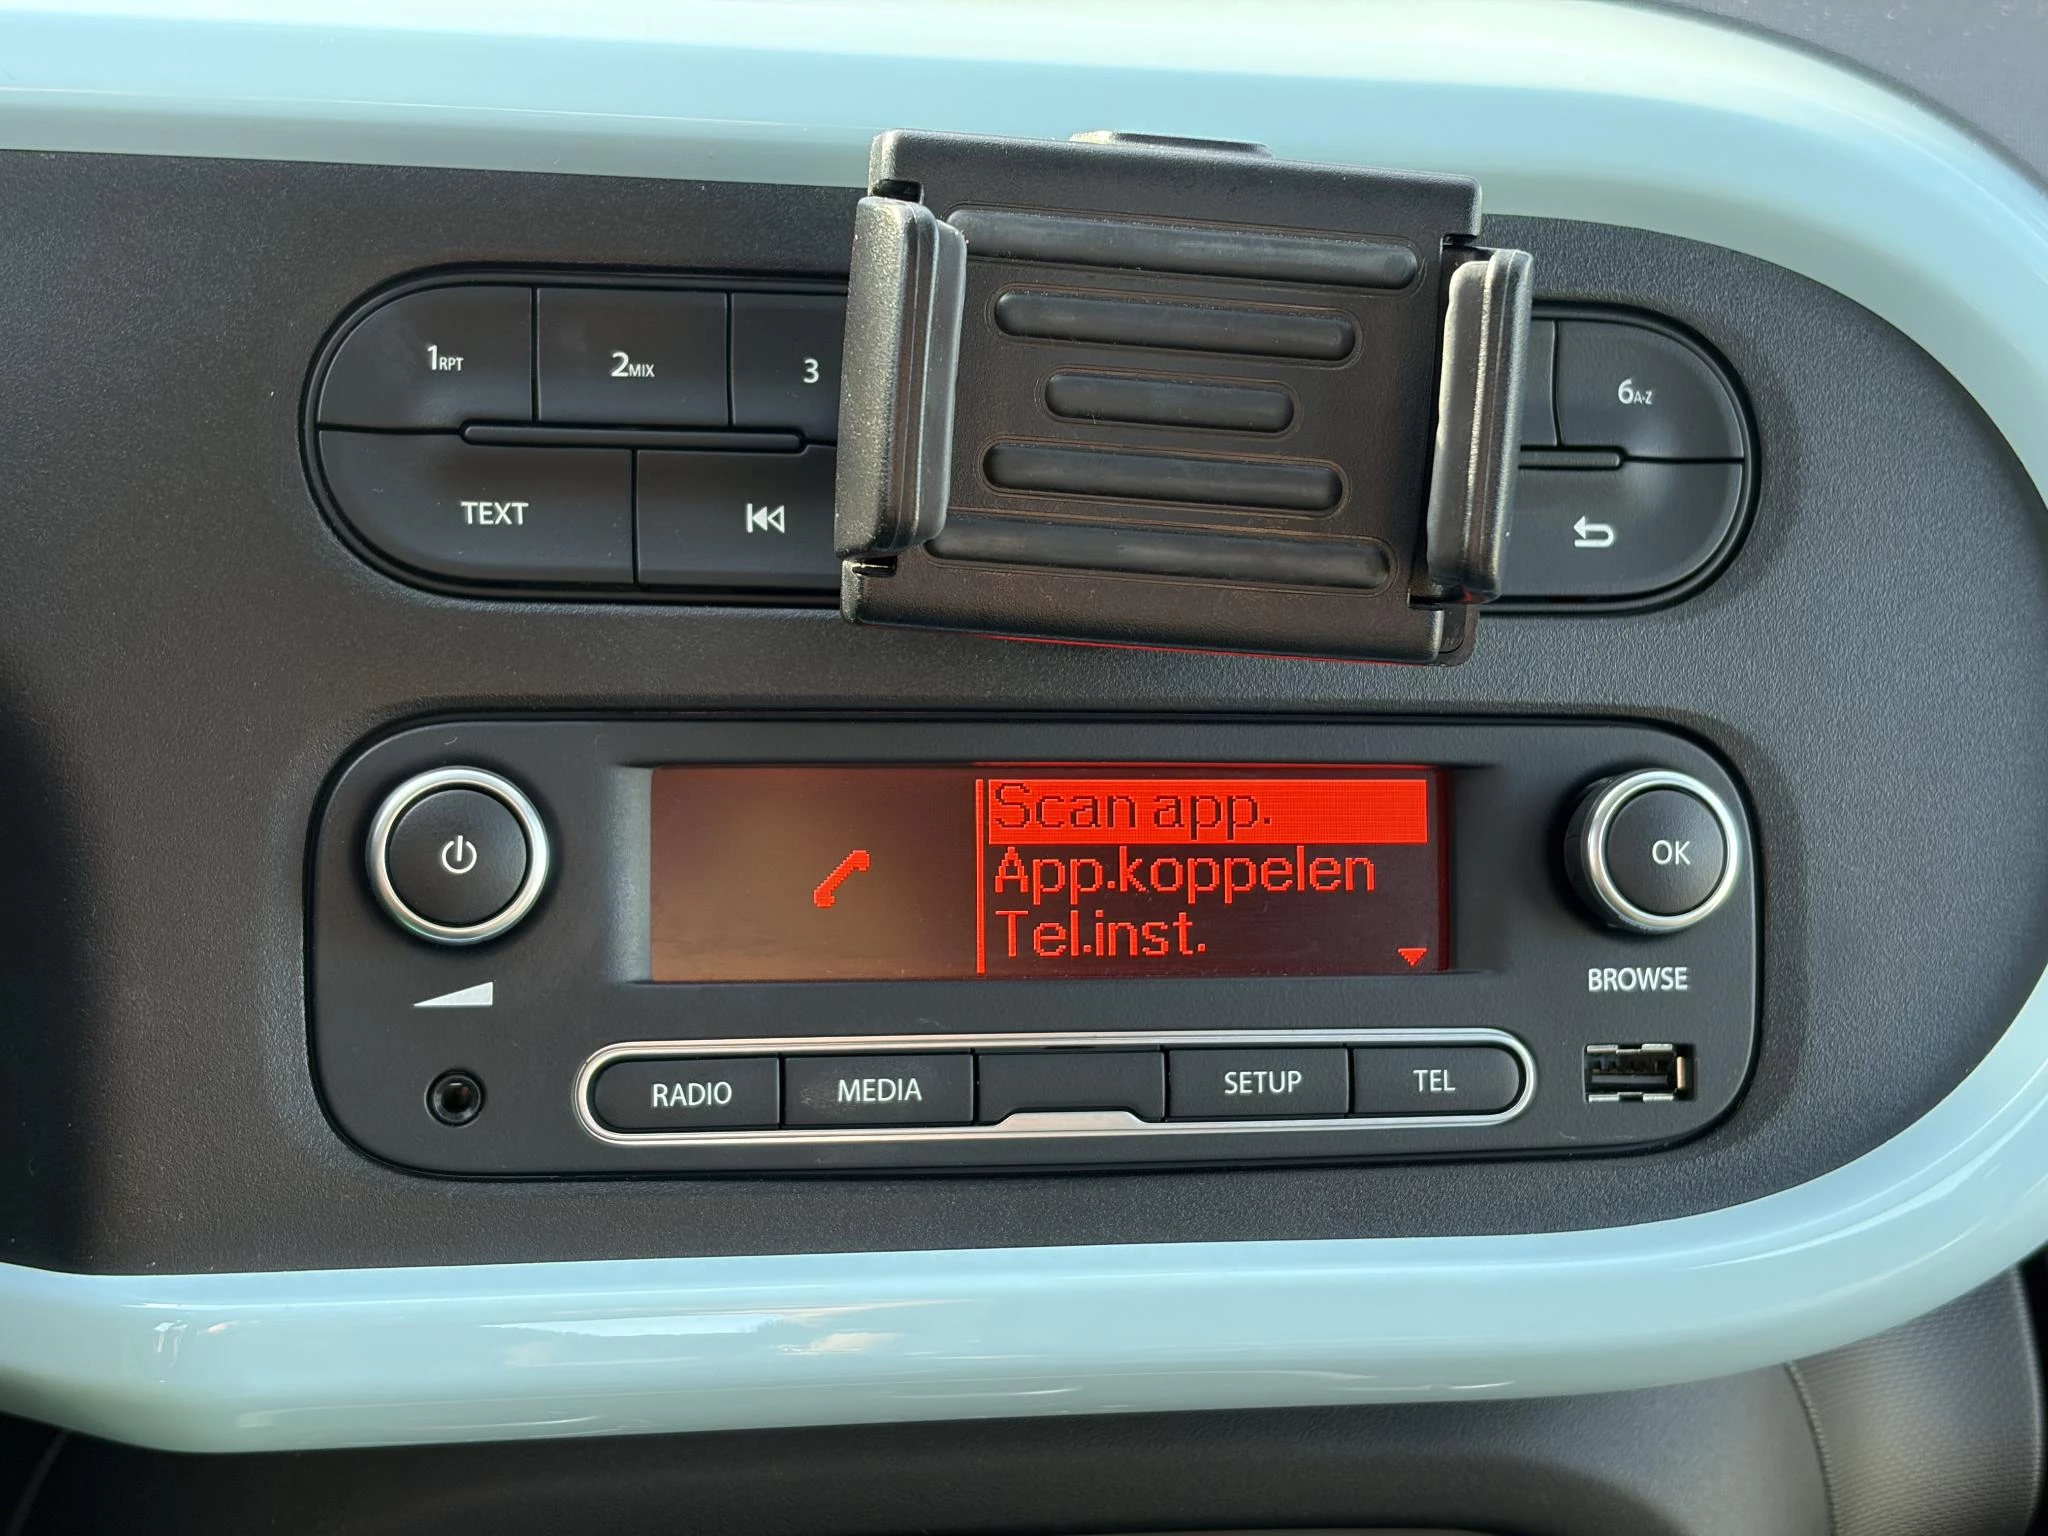 1RPT
2MIX
3
6A-Z
TEXT
Scan app.
App.koppelen
Tel.inst.
OK
BROWSE
RADIO
MEDIA
SETUP
TEL